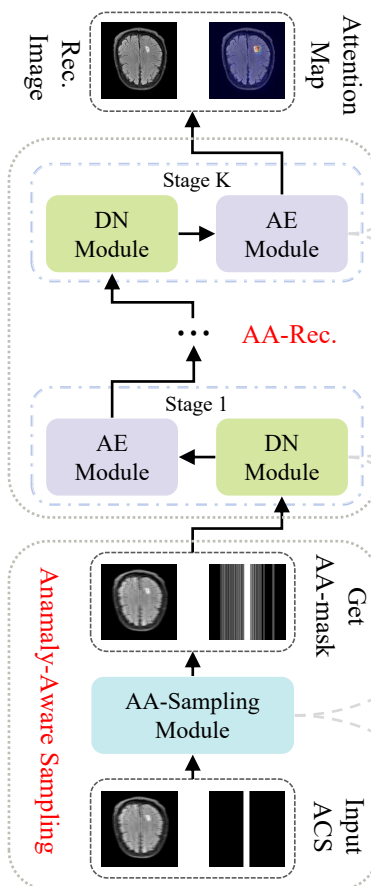 Rec.
Image
Attention
Map
Stage K
DN
Module
AE
Module
...
AA-Rec.
Stage 1
AE
Module
DN
Module
Get
AA-mask
Anamaly-Aware Sampling
AA-Sampling
Module
Input
ACS